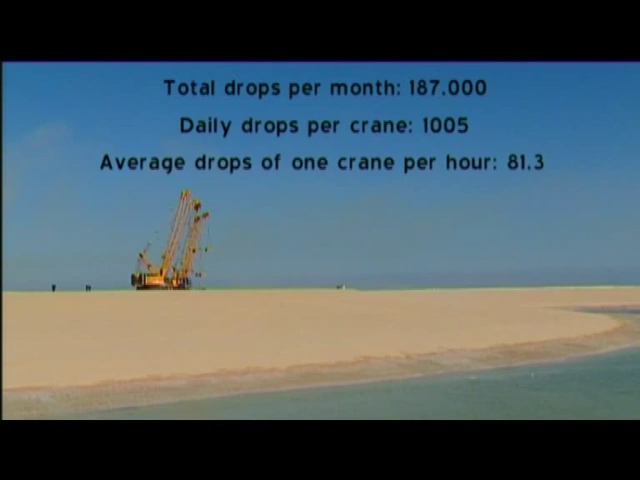 Total drops per month: 187.000
Daily drops per crane: 1005
Average drops of one crane per hour: 81.3